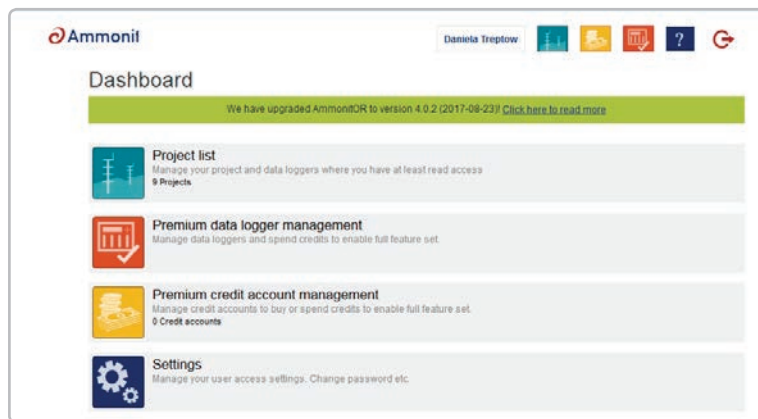 Ammonit
Daniela Treptow
?
Dashboard
We have upgraded AmmonitOR to version 4.0.2 (2017-08-23)! Click here to read more
Project list
Manage your project and data loggers where you have at least read access
9 Projects
Premium data logger management
Manage data loggers and spend credits to enable full feature set.
Premium credit account management
Manage credit accounts to buy or spend credits to enable full feature set.
0 Credit accounts
Settings
Manage your user access settings. Change password etc.